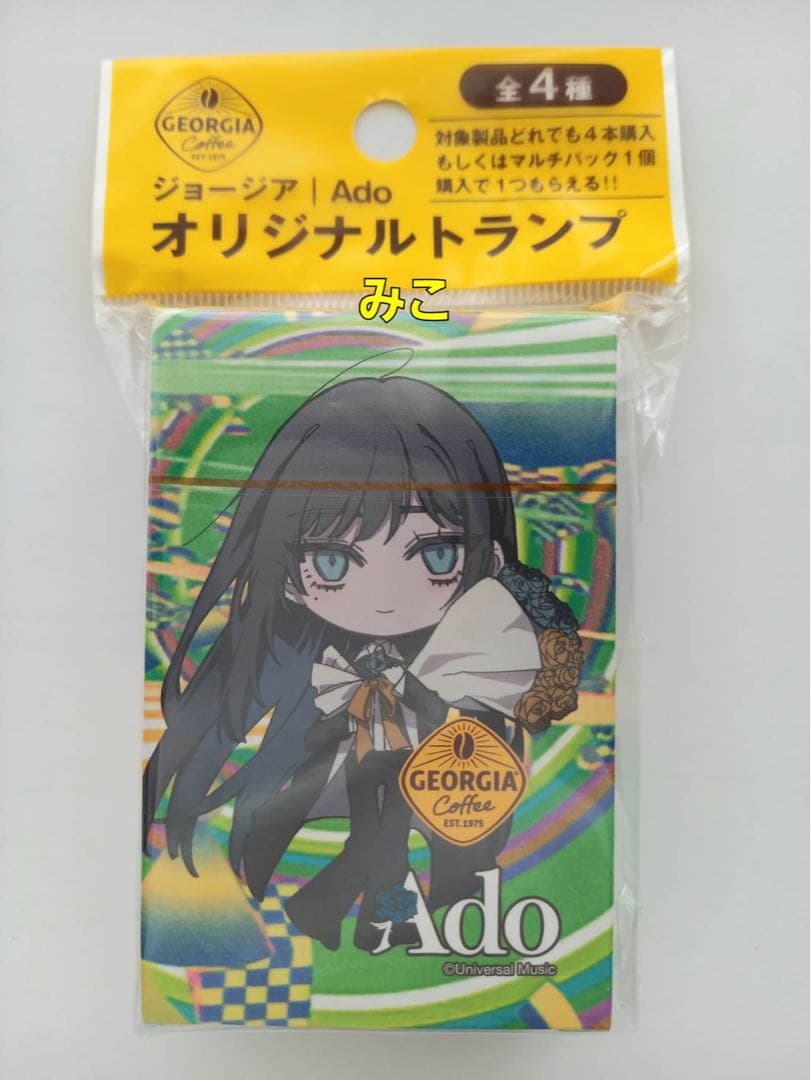 GEORGIA
Coffee
EST. 1975
全4種
対象製品どれでも4本購入
もしくはマルチパック1個
購入で1つもらえる!!
ジョージア｜Ado
オリジナルトランプ
みこ
GEORGIA
Coffee
EST. 1975
Ado
©Universal Music